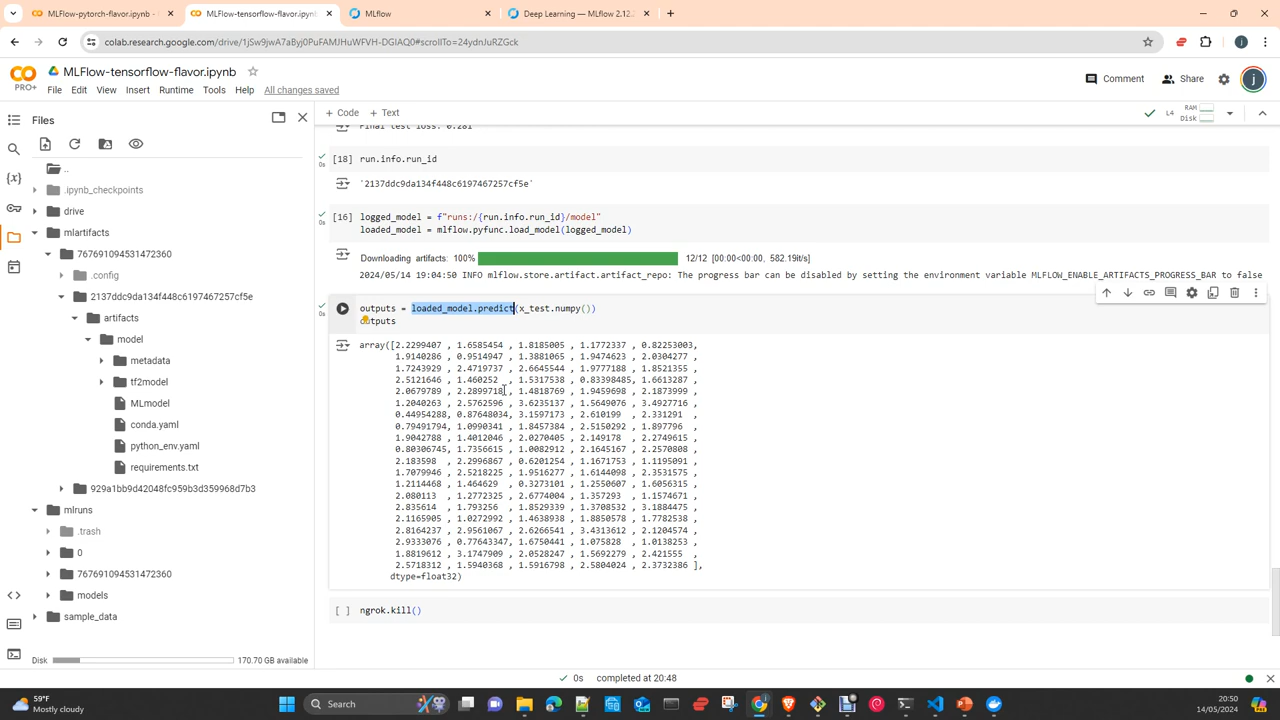 MLFlow-pytorch-flavor.ipynb -
MLFlow-tensorflow-flavor.ipynb
MLflow
Deep Learning — MLflow 2.12.
colab.research.google.com/drive/1jSw9jwA7aByj0PuFAMJHuWFVH-DGIAQ0#scrollTo=24ydnJuRZGck
j
PRO+
MLFlow-tensorflow-flavor.ipynb
File Edit View Insert Runtime Tools Help All changes saved
Comment
Share
j
Files
+ Code + Text
L4
RAM
Disk
..
.ipynb_checkpoints
drive
mlartifacts
767691094531472360
.config
2137ddc9da134f448c6197467257cf5e
artifacts
model
metadata
tf2model
MLmodel
conda.yaml
python_env.yaml
requirements.txt
929a1bb9d42048fc959b3d359968d7b3
mlruns
.trash
0
767691094531472360
models
sample_data
Disk
170.70 GB available
Final test loss: 0.281
[18] run.info.run_id
0s
'2137ddc9da134f448c6197467257cf5e'
[16] logged_model = f"runs:/{run.info.run_id}/model"
0s
loaded_model = mlflow.pyfunc.load_model(logged_model)
Downloading artifacts: 100% 12/12 [00:00<00:00, 582.19it/s]
2024/05/14 19:04:50 INFO mlflow.store.artifact.artifact_repo: The progress bar can be disabled by setting the environment variable MLFLOW_ENABLE_ARTIFACTS_PROGRESS_BAR to false
outputs = loaded_model.predict(x_test.numpy())
0s
outputs
array([2.2299407 , 1.6585454 , 1.8185005 , 1.1772337 , 0.82253003,
1.9140286 , 0.9514947 , 1.3881065 , 1.9474623 , 2.0304277 ,
1.7243929 , 2.4719737 , 2.6645544 , 1.9777188 , 1.8521355 ,
2.5121646 , 1.460252 , 1.5317538 , 0.83398485, 1.6613287 ,
2.0679789 , 2.2899718 , 1.4818769 , 1.9459698 , 2.1873999 ,
1.2040263 , 2.5762596 , 3.6235137 , 1.5649076 , 3.4927716 ,
0.44954288, 0.87648034, 3.1597173 , 2.610199 , 2.331291 ,
0.79491794, 1.0990341 , 1.8457384 , 2.5150292 , 1.897796 ,
1.9042788 , 1.4012046 , 2.0270405 , 2.149178 , 2.2749615 ,
0.80306745, 1.7356615 , 1.0082912 , 2.1645167 , 2.2570808 ,
2.183598 , 2.2996867 , 0.6201254 , 1.1671753 , 1.1195091 ,
1.7079946 , 2.5218225 , 1.9516277 , 1.6144098 , 2.3531575 ,
1.2114468 , 1.464629 , 0.3273101 , 1.2550607 , 1.6056315 ,
2.080113 , 1.2772325 , 2.6774004 , 1.357293 , 1.1574671 ,
2.835614 , 1.793256 , 1.8529339 , 1.3708532 , 3.1884475 ,
2.1165905 , 1.0272992 , 1.4638938 , 1.8850578 , 1.7782538 ,
2.8164237 , 2.9561067 , 2.6266541 , 3.4313612 , 2.1204574 ,
2.9333076 , 0.77643347, 1.6750441 , 1.075828 , 1.0138253 ,
1.8819612 , 3.1747909 , 2.0528247 , 1.5692279 , 2.421555 ,
2.5718312 , 1.5940368 , 1.5916798 , 2.5804024 , 2.3732386 ],
dtype=float32)
[ ] ngrok.kill()
0s completed at 20:48
59°F
Mostly cloudy
Search
20:50
14/05/2024